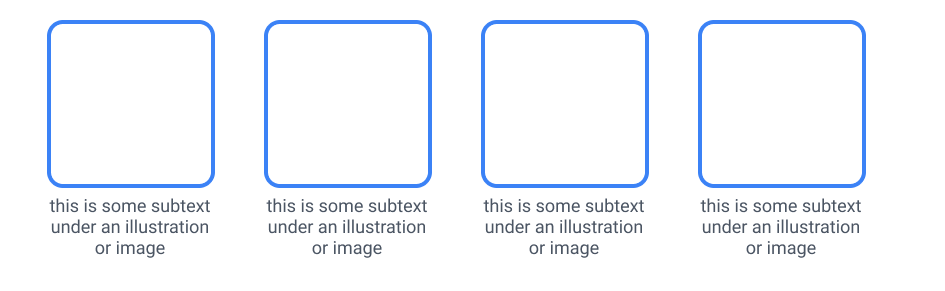 this is some subtext
under an illustration
or image
this is some subtext
under an illustration
or image
this is some subtext
under an illustration
or image
this is some subtext
under an illustration
or image